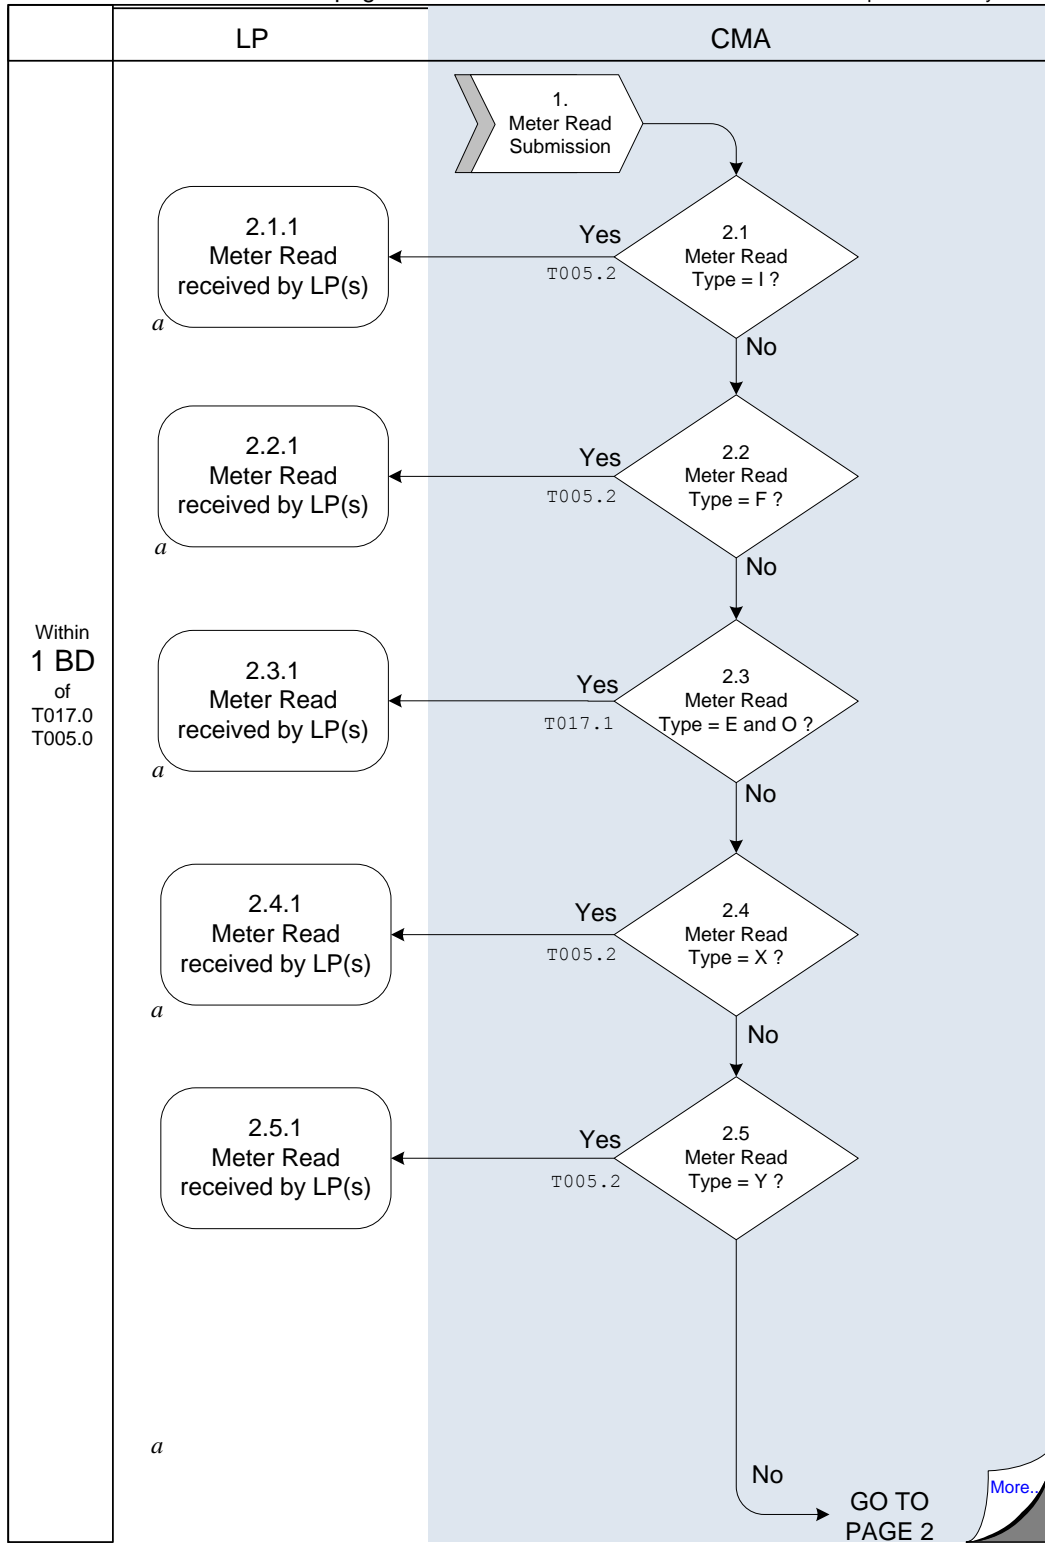 LP
CMA
1.
Meter Read
Submission
2.1.1
Meter Read
received by LP(s)
a
Yes
T005.2
2.1
Meter Read
Type = I ?
No
2.2.1
Meter Read
received by LP(s)
a
Yes
T005.2
2.2
Meter Read
Type = F ?
No
Within
1 BD
of
T017.0
T005.0
2.3.1
Meter Read
received by LP(s)
a
Yes
T017.1
2.3
Meter Read
Type = E and O ?
No
2.4.1
Meter Read
received by LP(s)
a
Yes
T005.2
2.4
Meter Read
Type = X ?
No
2.5.1
Meter Read
received by LP(s)
Yes
T005.2
2.5
Meter Read
Type = Y ?
a
No
GO TO
PAGE 2
More..